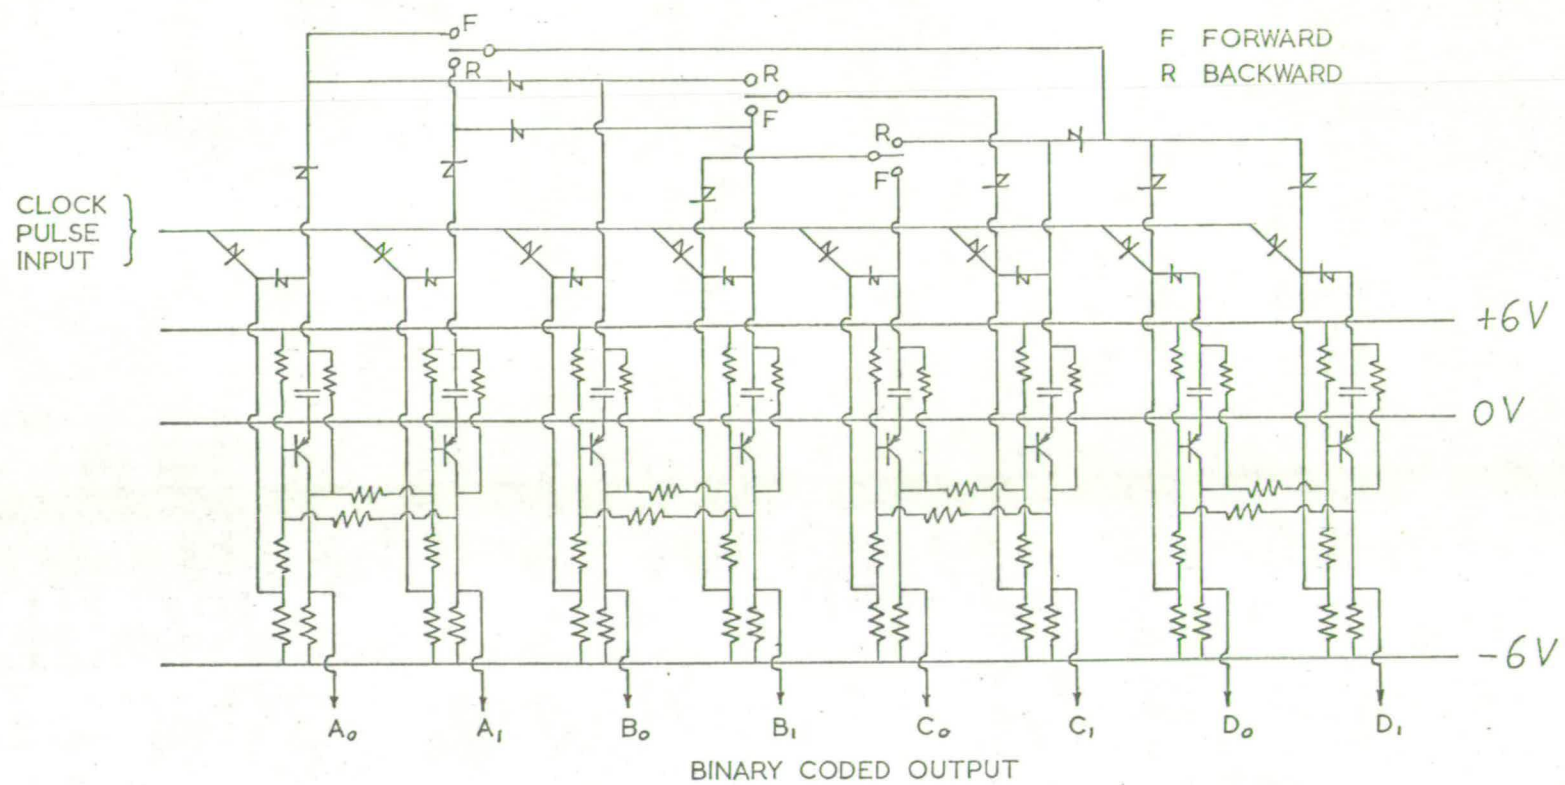 F
F FORWARD
R
R
R BACKWARD
F
R
F
CLOCK
PULSE
INPUT
+6V
0V
-6V
A₀ A₁ B₀ B₁ C₀ C₁ D₀ D₁
BINARY CODED OUTPUT